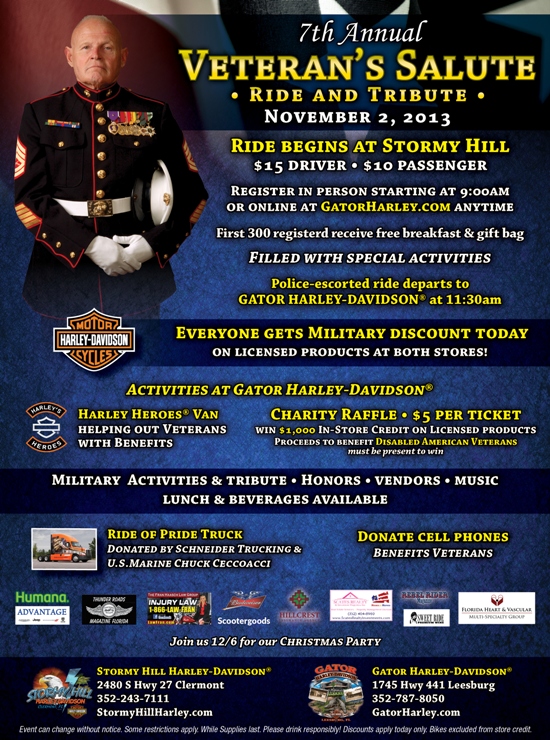 7th Annual
Veteran's Salute
• Ride and Tribute •
November 2, 2013
Ride begins at Stormy Hill
$15 driver • $10 passenger
Register in person starting at 9:00am
or online at GatorHarley.com anytime
First 300 registerd receive free breakfast & gift bag
Filled with special activities
Police-escorted ride departs to
GATOR HARLEY-DAVIDSON® at 11:30am
MOTOR
HARLEY-DAVIDSON
CYCLES
Everyone gets Military discount today
on licensed products at both stores!
Activities at Gator Harley-Davidson®
HARLEY'S
HEROES
Harley Heroes® Van
helping out Veterans
with Benefits
Charity Raffle • $5 per ticket
win $1,000 In-Store Credit on Licensed products
Proceeds to benefit Disabled American Veterans
must be present to win
Military Activities & tribute • Honors • vendors • music
lunch & beverages available
Ride of Pride Truck
Donated by Schneider Trucking &
U.S.Marine Chuck Ceccoacci
Donate cell phones
Benefits Veterans
Humana.
ADVANTAGE
THUNDER ROADS
MAGAZINE FLORIDA
INJURY LAW
1-866-LAW-FRAN
Budweiser
Scootergoods
HILLCREST
REBEL RIDER
SWEET RIDE
Florida Heart & Vascular
Multi-Specialty Group
Join us 12/6 for our Christmas Party
STORMY HILL
HARLEY-DAVIDSON
Stormy Hill Harley-Davidson®
2480 S Hwy 27 Clermont
352-243-7111
StormyHillHarley.com
GATOR
HARLEY-DAVIDSON
Gator Harley-Davidson®
1745 Hwy 441 Leesburg
352-787-8050
GatorHarley.com
Event can change without notice. Some restrictions apply. While Supplies last. Please drink responsibly! Discounts apply today only. Bikes excluded from store credit.